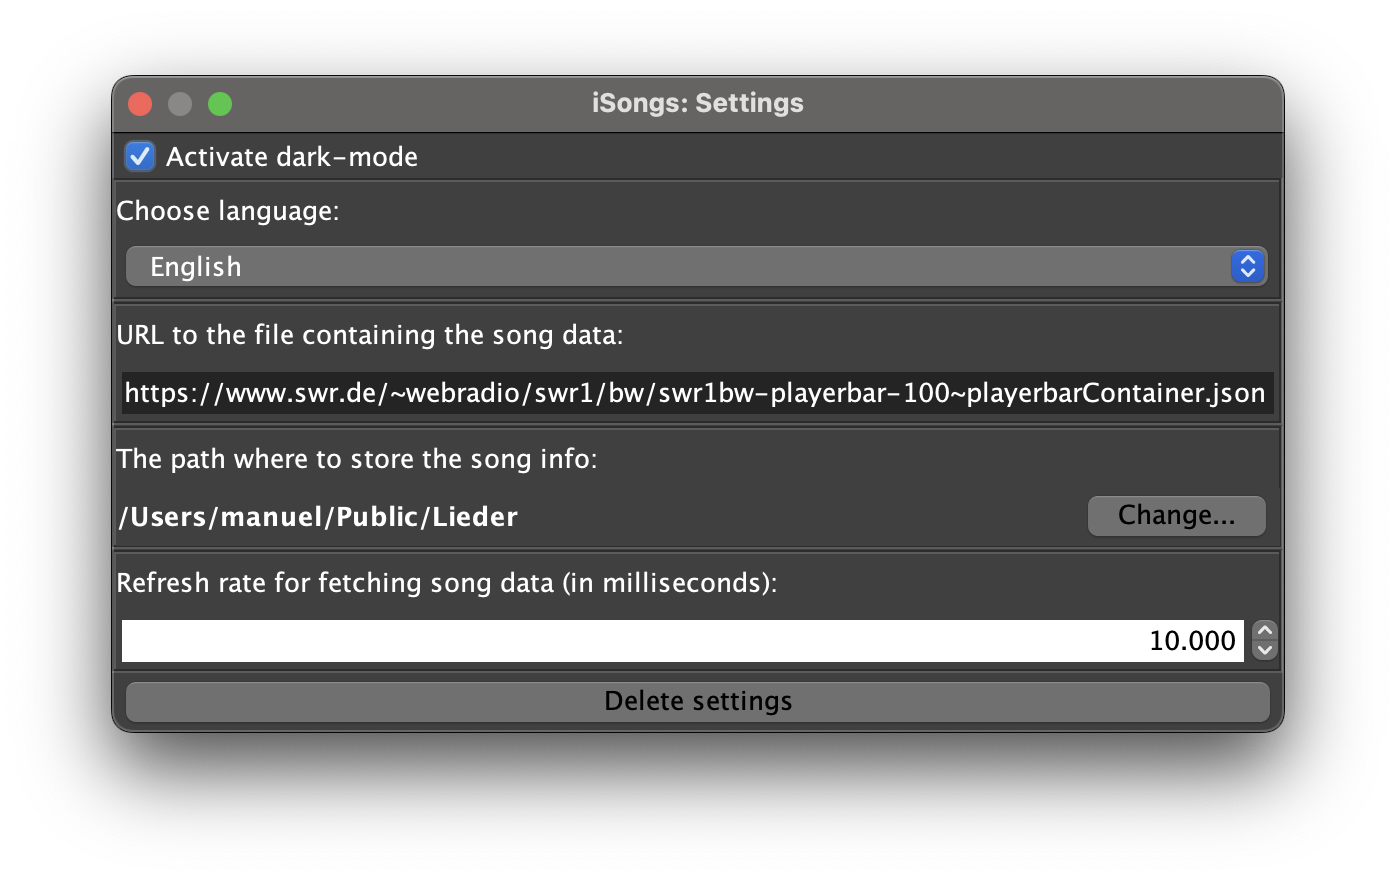 iSongs: Settings
Activate dark-mode
Choose language:
English
URL to the file containing the song data:
https://www.swr.de/~webradio/swr1/bw/swr1bw-playerbar-100~playerbarContainer.json
The path where to store the song info:
/Users/manuel/Public/Lieder
Change...
Refresh rate for fetching song data (in milliseconds):
10.000
Delete settings